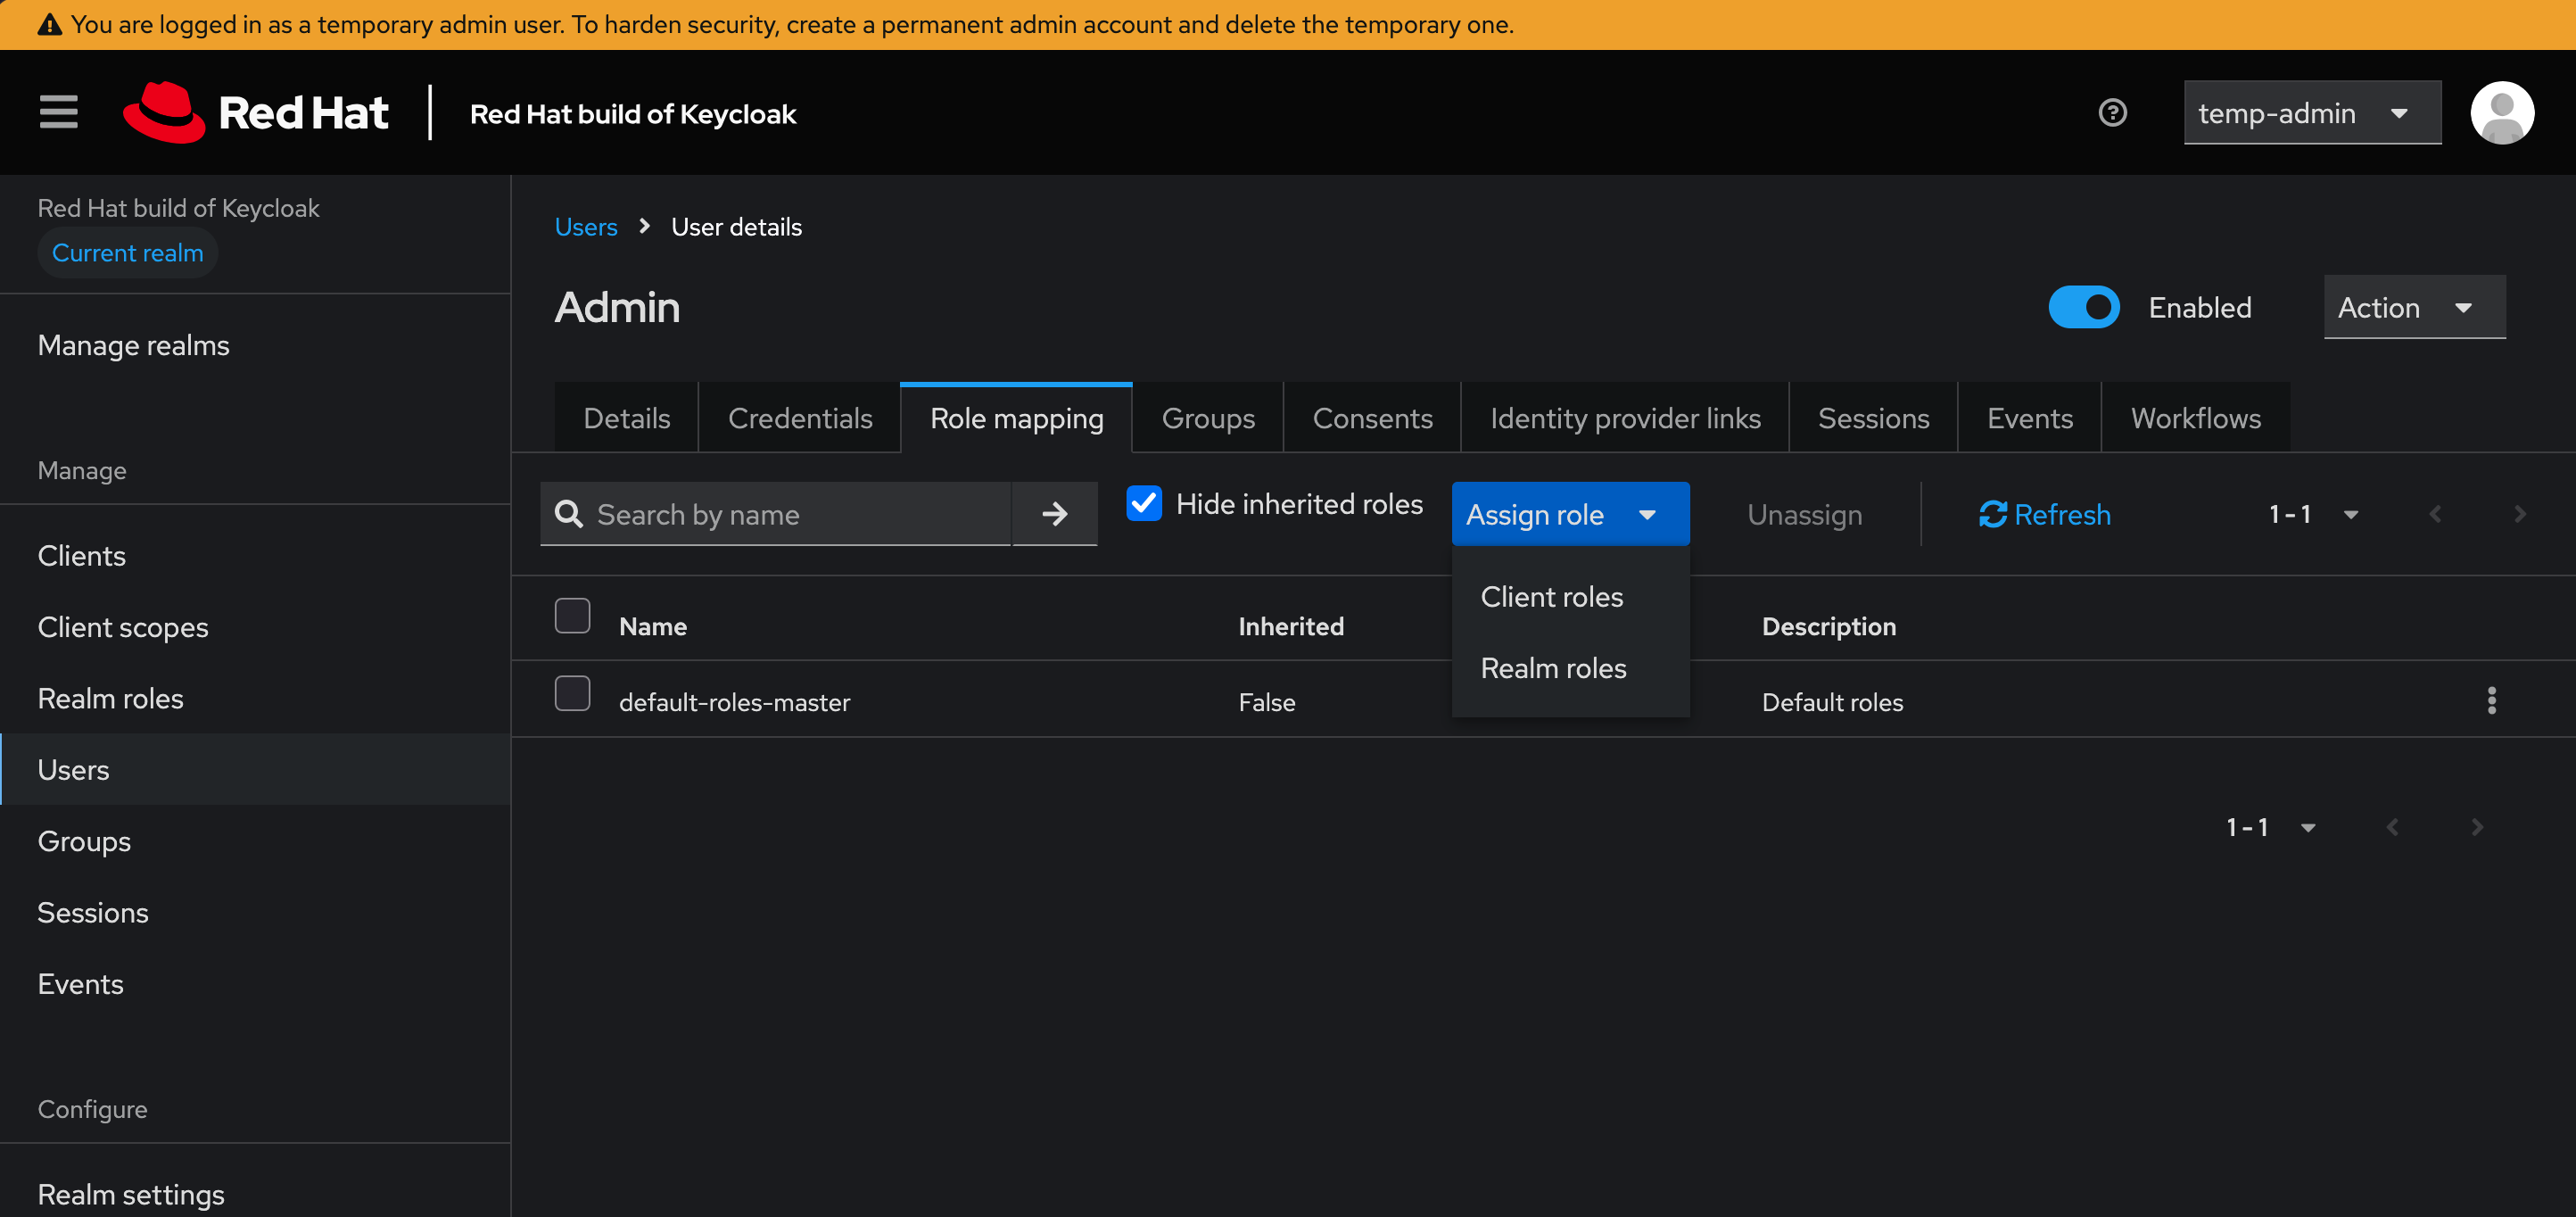 You are logged in as a temporary admin user. To harden security, create a permanent admin account and delete the temporary one.
Red Hat
Red Hat build of Keycloak
temp-admin
Red Hat build of Keycloak
Current realm
Manage realms
Manage
Clients
Client scopes
Realm roles
Users
Groups
Sessions
Events
Configure
Realm settings
Users
User details
Admin
Enabled
Action
Details
Credentials
Role mapping
Groups
Consents
Identity provider links
Sessions
Events
Workflows
Search by name
Hide inherited roles
Assign role
Unassign
Refresh
1 - 1
Client roles
Realm roles
Name
Inherited
Description
default-roles-master
False
Default roles
1 - 1